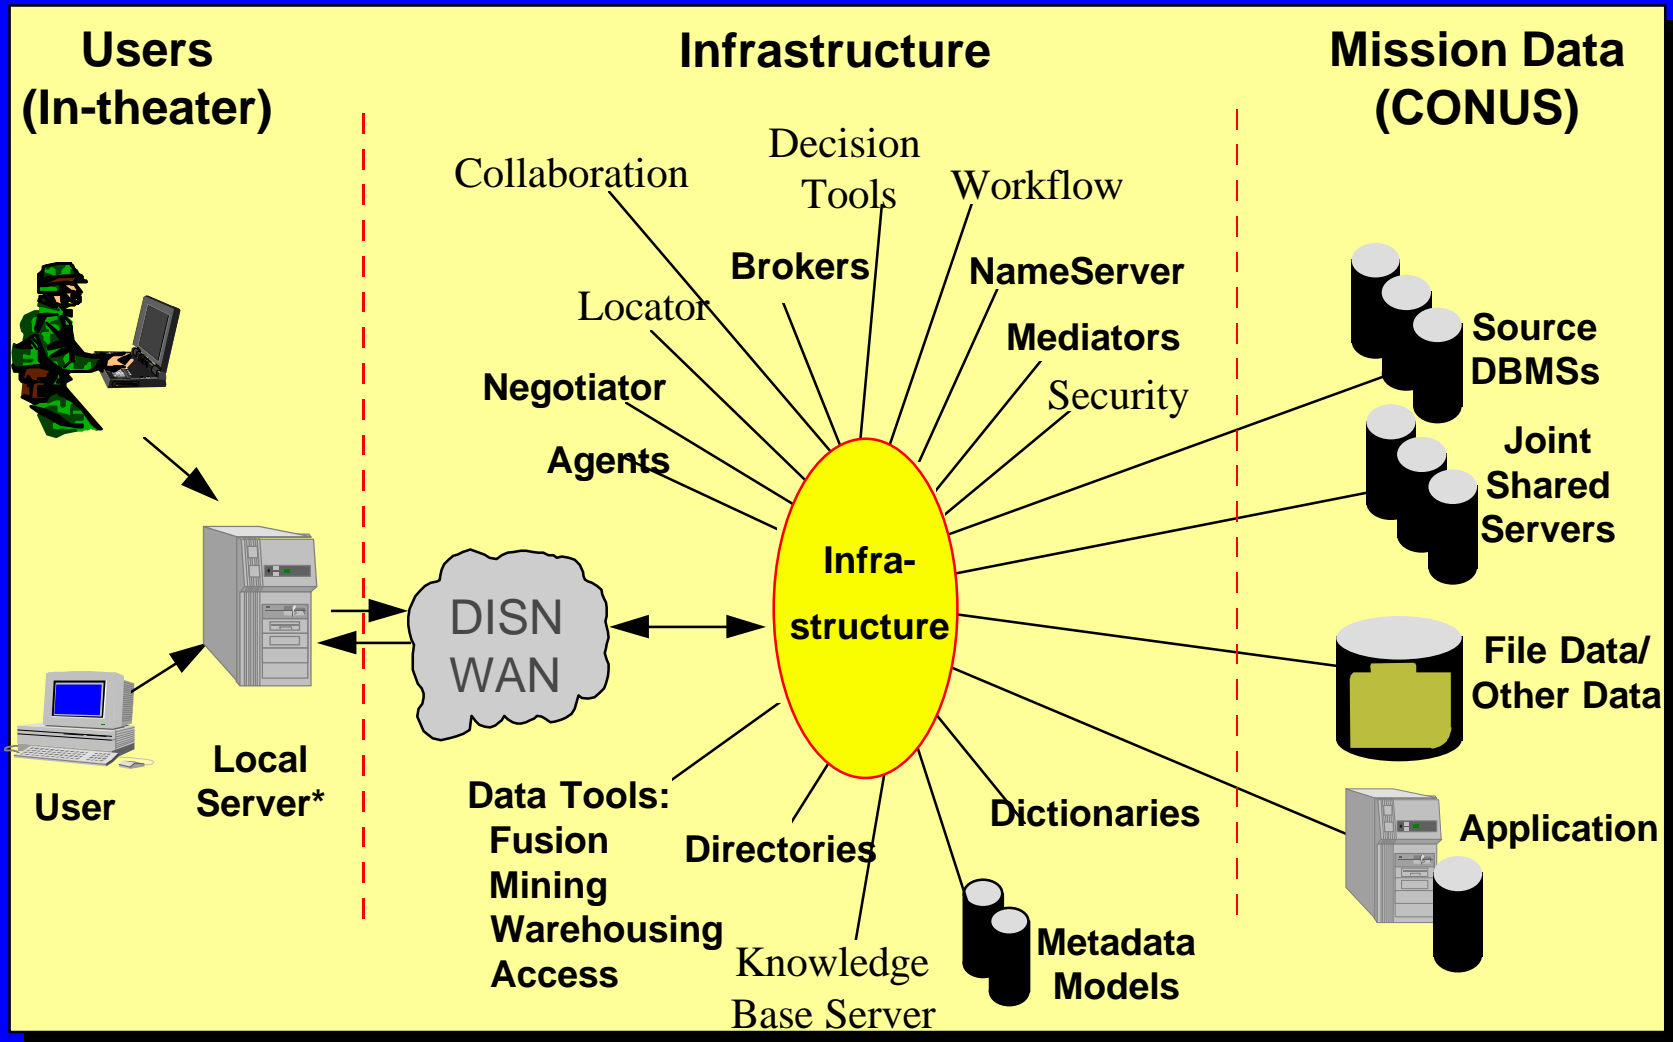 Users
(In-theater)
Infrastructure
Mission Data
(CONUS)
Collaboration
Decision
Tools
Workflow
Brokers
NameServer
Locator
Mediators
Negotiator
Security
Agents
Source
DBMSs
Joint
Shared
Servers
Infra-
structure
DISN
WAN
File Data/
Other Data
User
Local
Server*
Data Tools:
Fusion
Mining
Warehousing
Access
Directories
Dictionaries
Application
Knowledge
Base Server
Metadata
Models